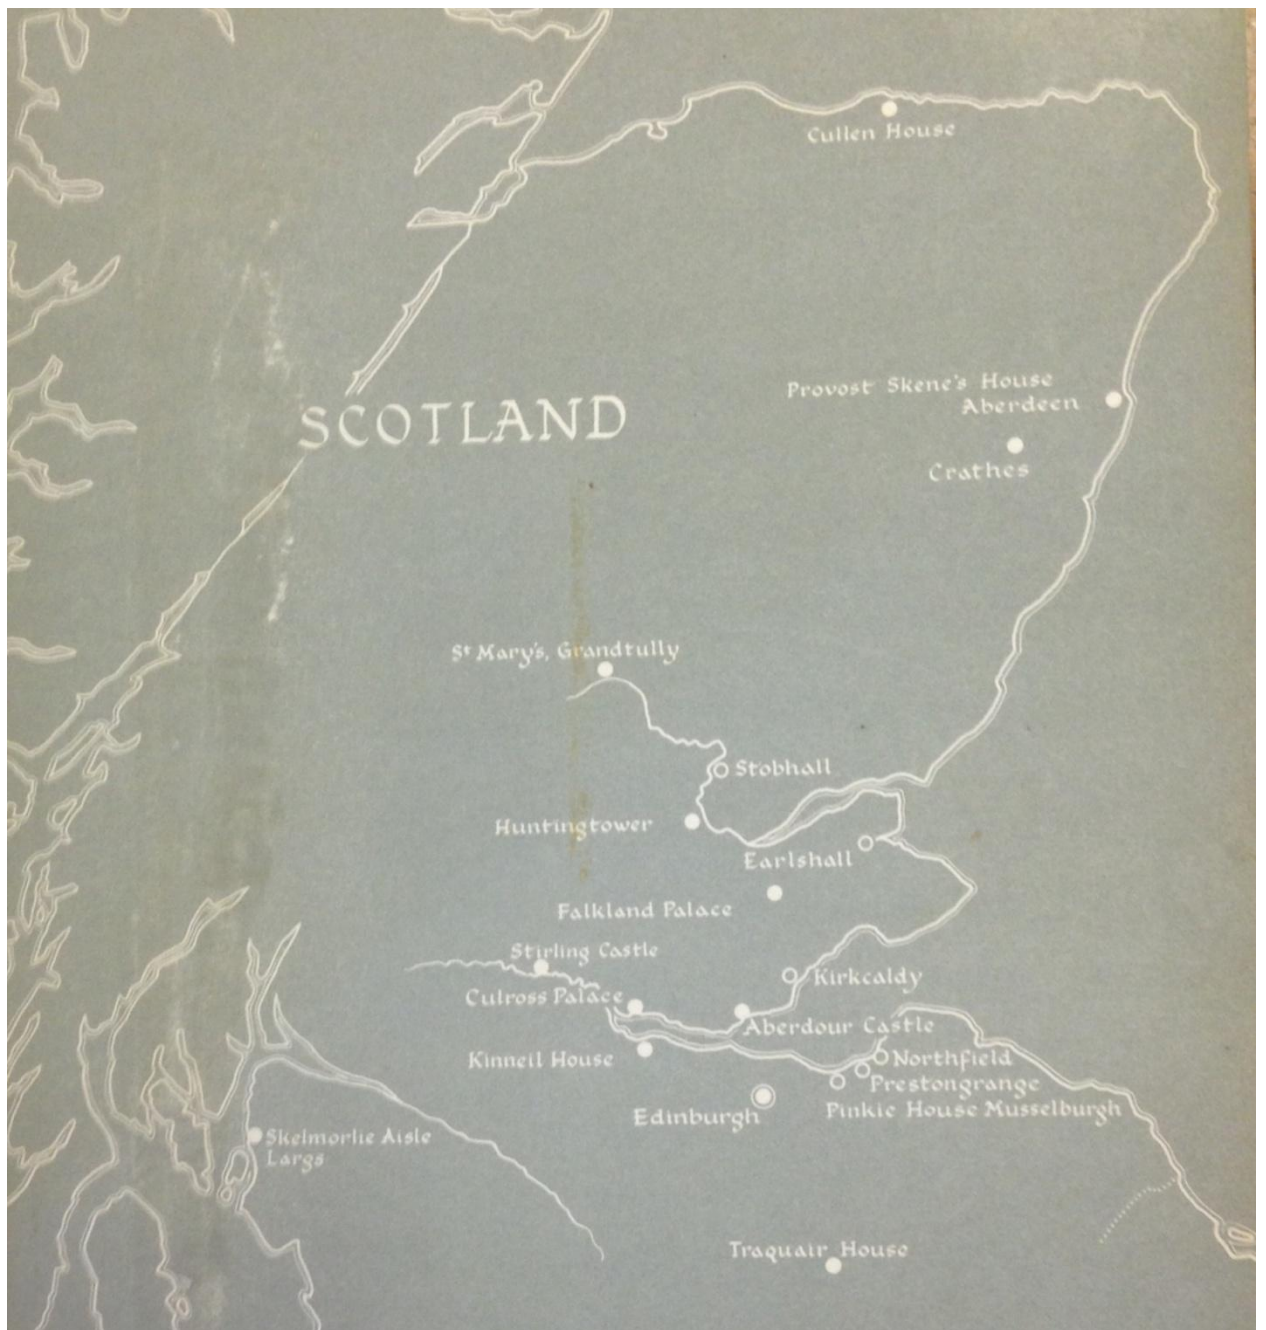 Cullen House
Provost Skene's House
Aberdeen
SCOTLAND
Crathes
St Mary's, Grandtully
Stobhall
Huntingtower
Earlshall
Falkland Palace
Stirling Castle
Kirkcaldy
Culross Palace
Aberdour Castle
Kinneil House
Northfield
Prestongrange
Edinburgh
Pinkie House Musselburgh
Skelmorlie Aisle
Largs
Traquair House